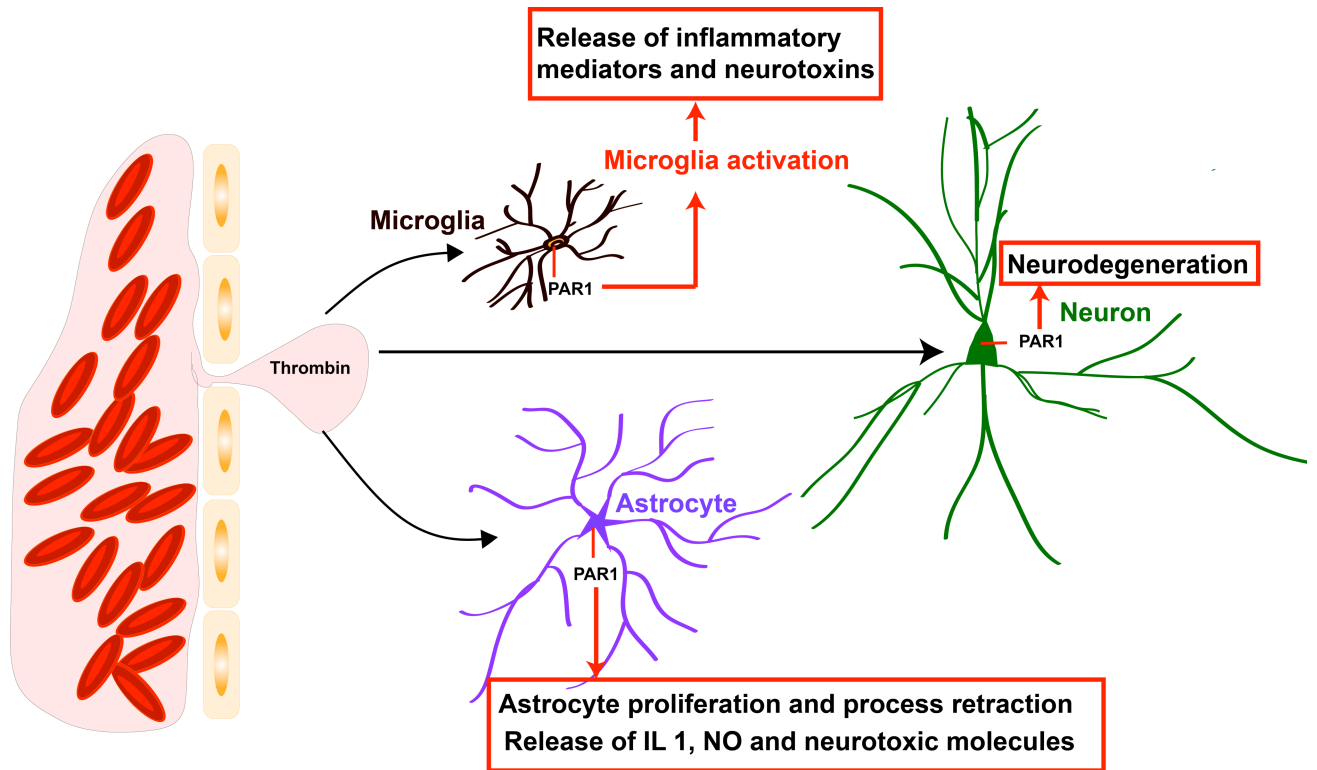 Release of inflammatory
mediators and neurotoxins
Microglia activation
Microglia
PAR1
Neurodegeneration
Neuron
PAR1
Thrombin
Astrocyte
PAR1
Astrocyte proliferation and process retraction
Release of IL 1, NO and neurotoxic molecules